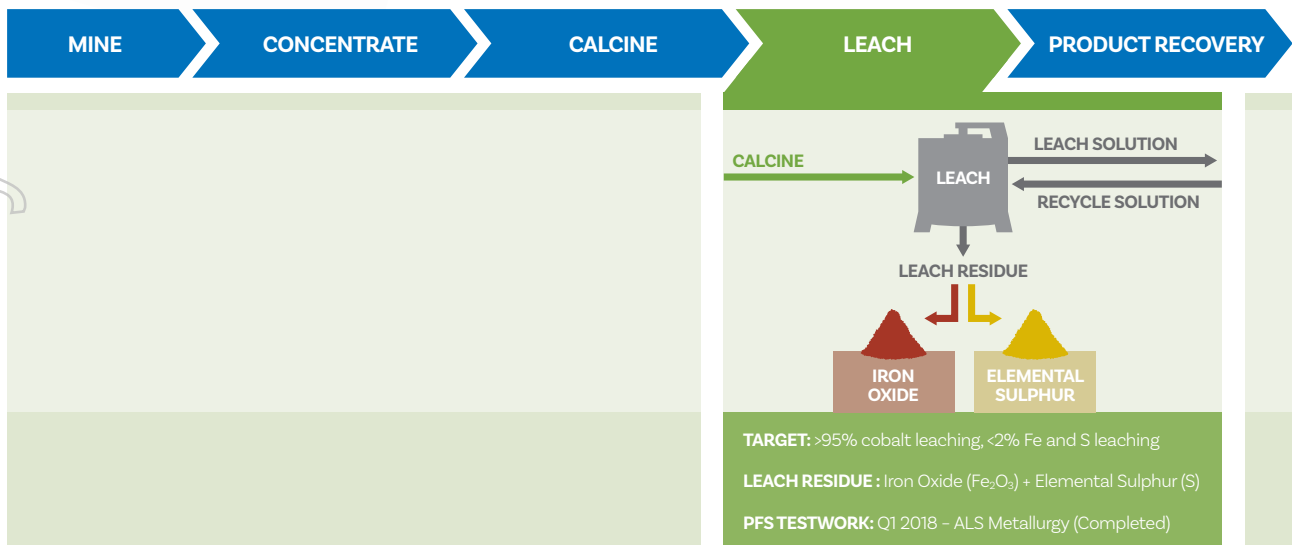 MINE
CONCENTRATE
CALCINE
LEACH
PRODUCT RECOVERY
CALCINE
LEACH
LEACH SOLUTION
RECYCLE SOLUTION
LEACH RESIDUE
IRON
OXIDE
ELEMENTAL
SULPHUR
TARGET: >95% cobalt leaching, <2% Fe and S leaching
LEACH RESIDUE : Iron Oxide (Fe₂O₃) + Elemental Sulphur (S)
PFS TESTWORK: Q1 2018 – ALS Metallurgy (Completed)